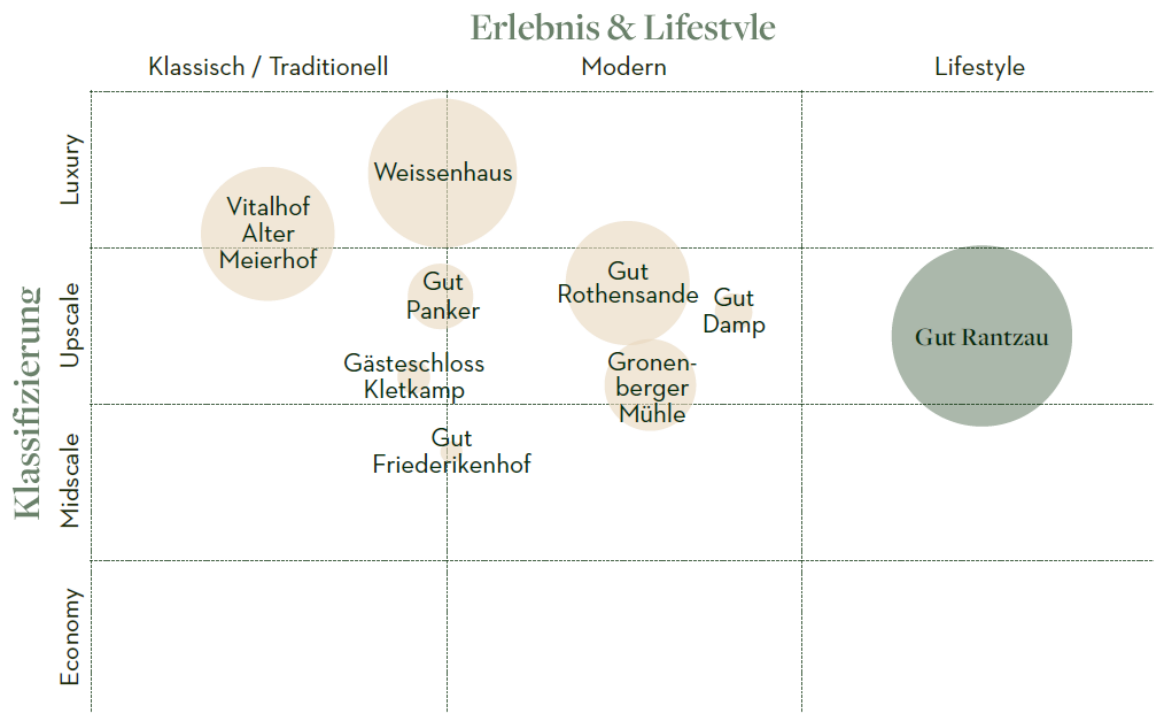 Erlebnis & Lifestyle
Klassisch / Traditionell
Modern
Lifestyle
Klassifizierung
Luxury
Upscale
Midscale
Economy
Weissenhaus
Vitalhof
Alter
Meierhof
Gut
Panker
Gut
Rothensande
Gut
Damp
Gut Rantzau
Gästeschloss
Kletkamp
Gronen-
berger
Mühle
Gut
Friederikenhof